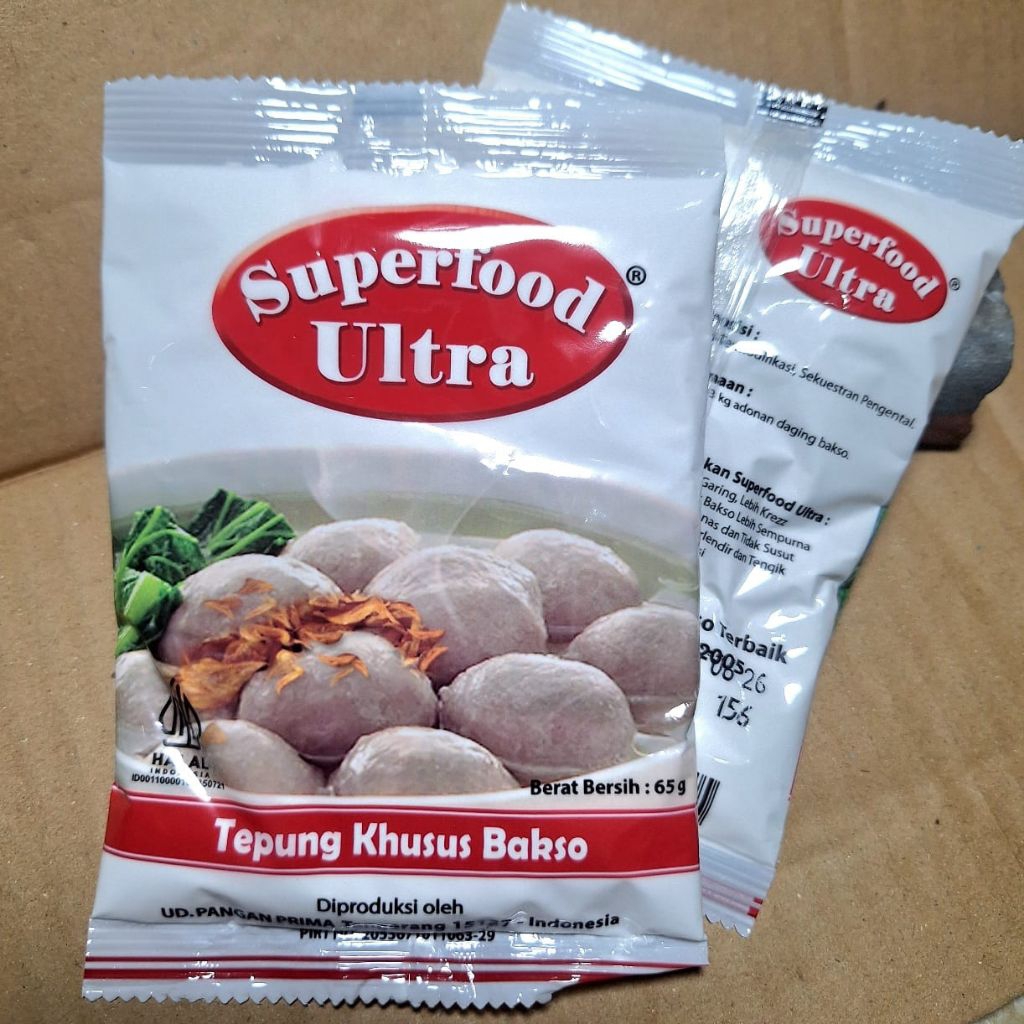 Superfood
Ultra
®
HALAL
INDONESIA
Berat Bersih : 65 g
Tepung Khusus Bakso
Diproduksi oleh
UD. PANGAN PRIMA Tangerang - Indonesia
Superfood
Ultra
®
Sekuestran Pengental.
kg adonan daging bakso.
kan Superfood Ultra :
Garing, Lebih Krezz
Bakso Lebih Sempurna
nas dan Tidak Susut
dan Tengik
Terbaik
26
156